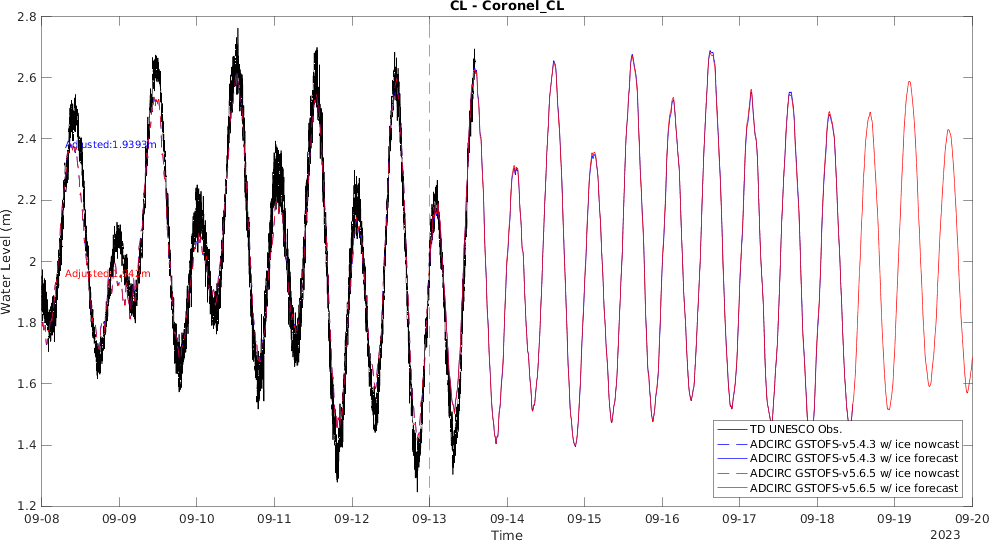 CL - Coronel_CL
2.8
2.6
2.4
2.2
2
1.8
1.6
1.4
1.2
Water Level (m)
Adjusted:1.9393m
TD UNESCO Obs.
ADCIRC GSTOFS-v5.4.3 w/ ice nowcast
ADCIRC GSTOFS-v5.4.3 w/ ice forecast
ADCIRC GSTOFS-v5.6.5 w/ ice nowcast
ADCIRC GSTOFS-v5.6.5 w/ ice forecast
09-08 09-09 09-10 09-11 09-12 09-13 09-14 09-15 09-16 09-17 09-18 09-19 09-20
Time
2023